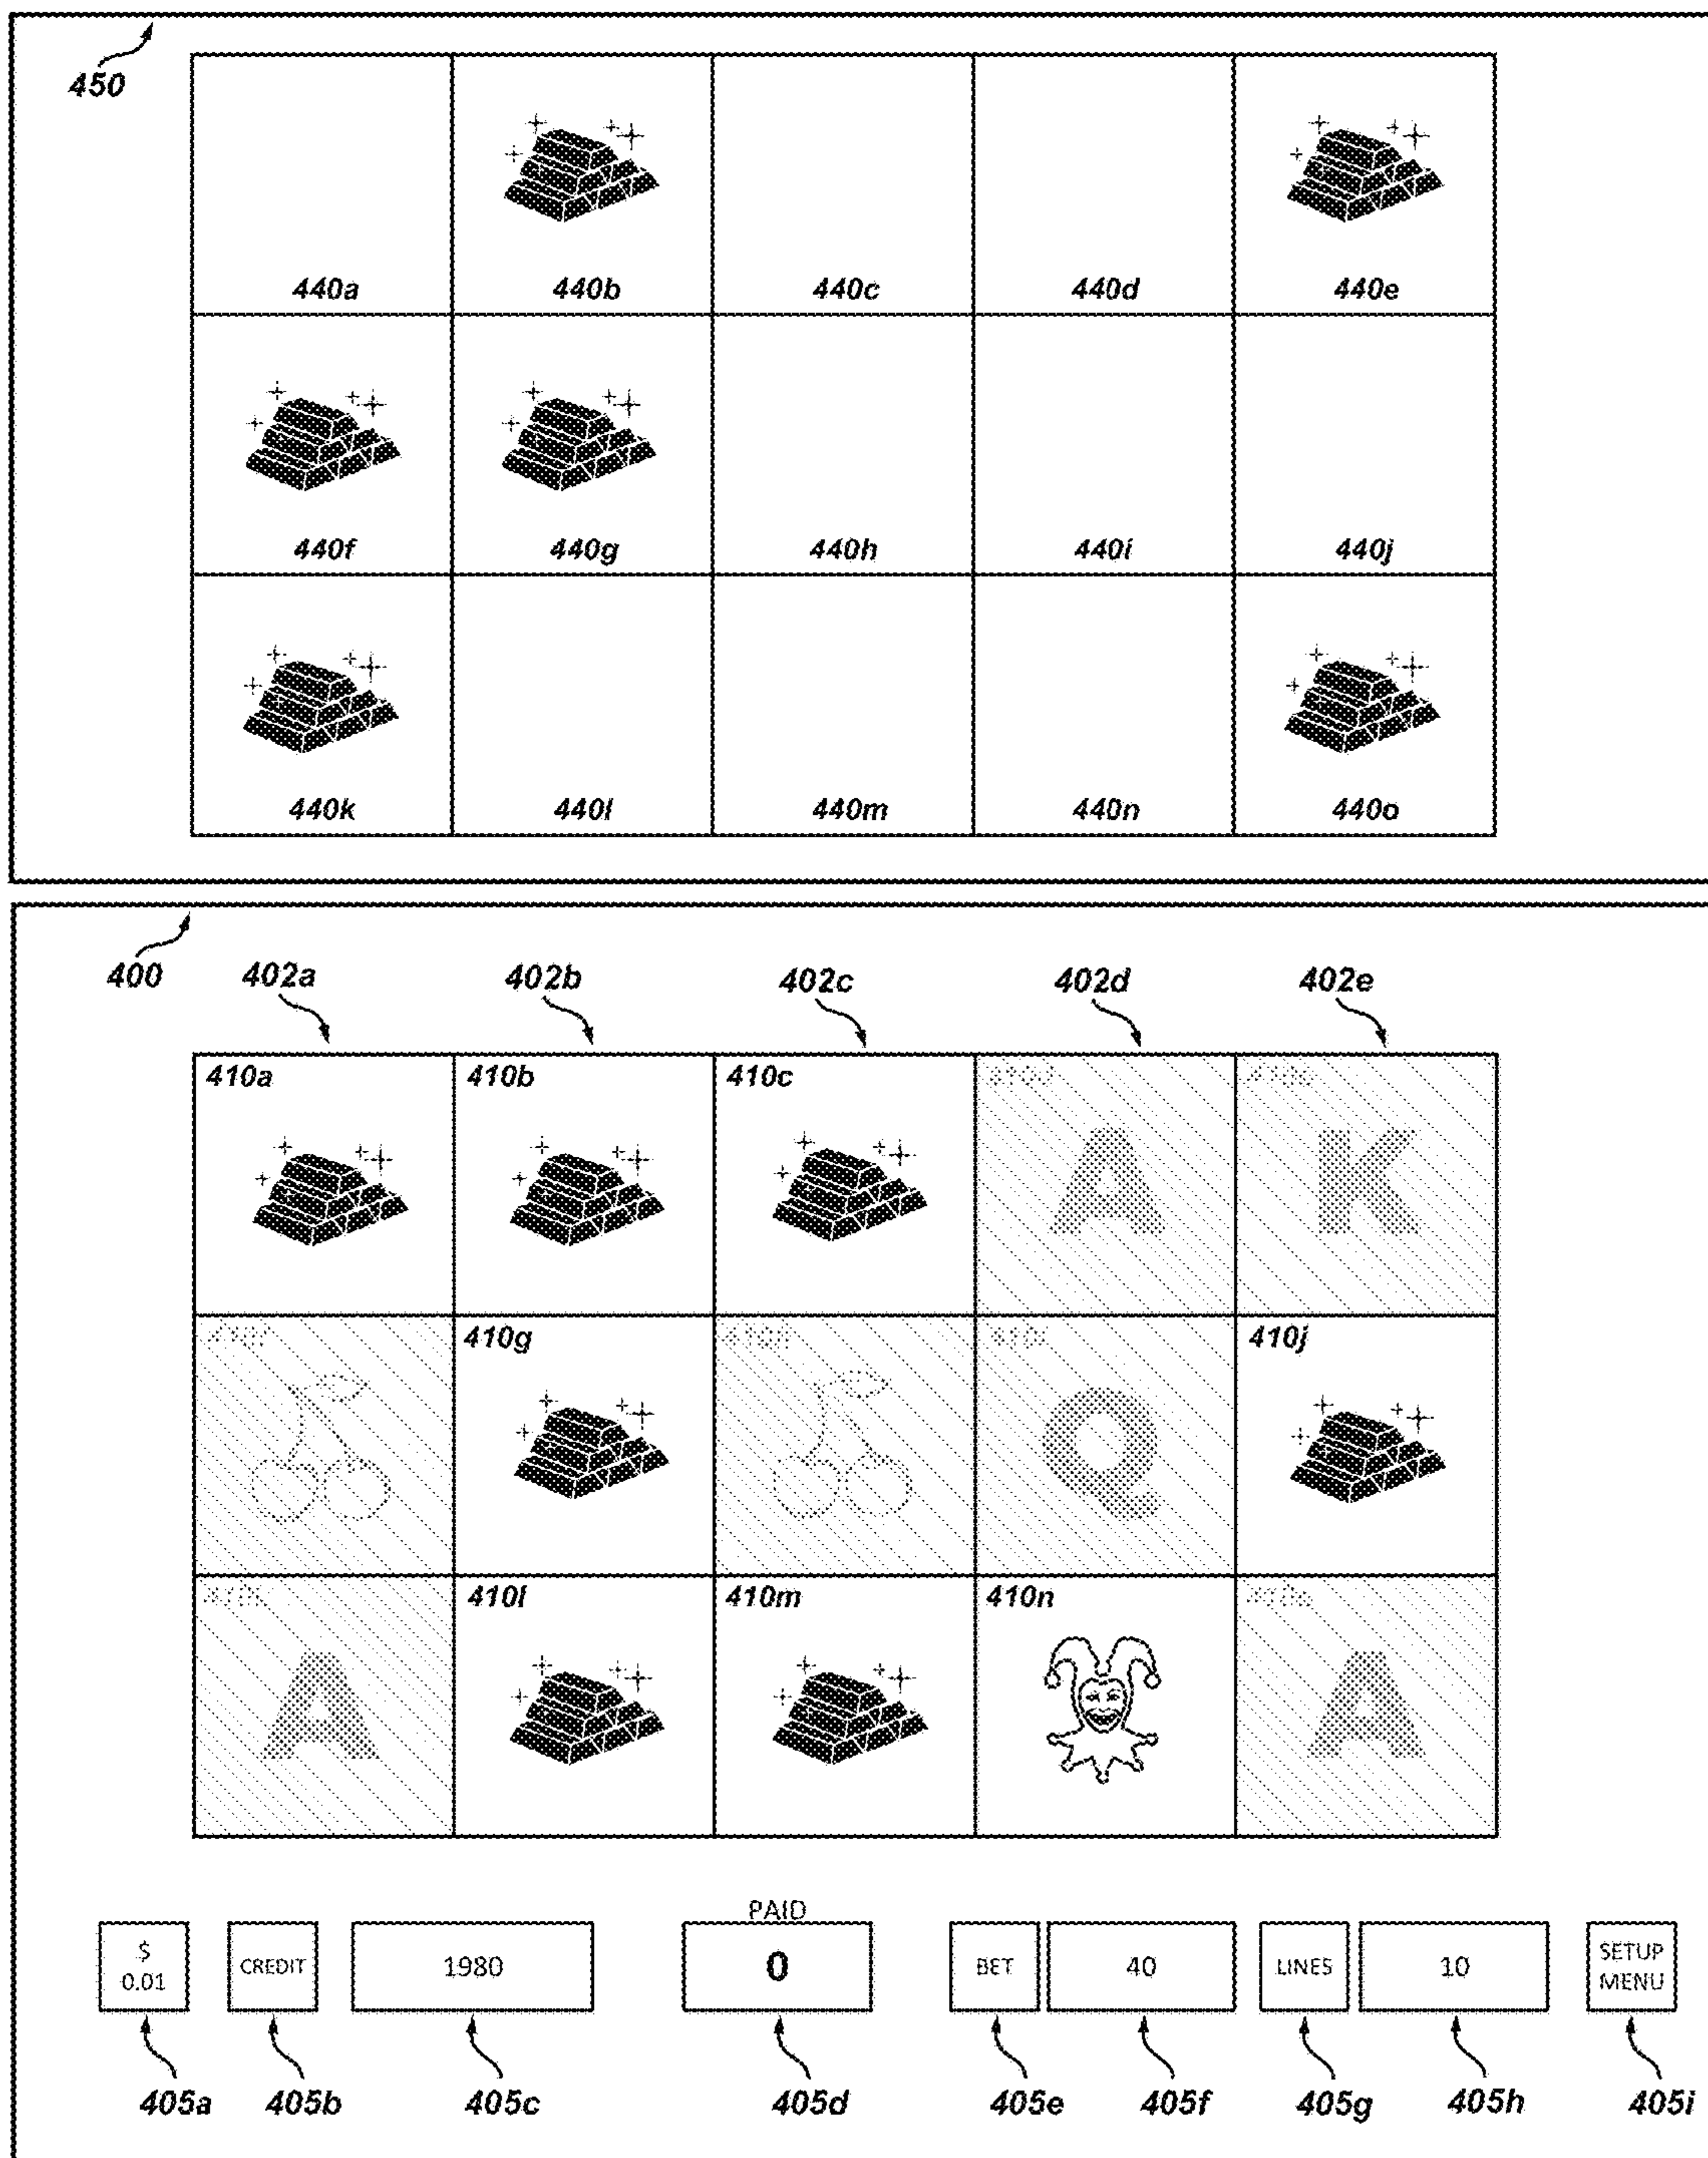 450
440a 440b 440c 440d 440e
440f 440g 440h 440i 440j
440k 440l 440m 440n 440o
400 402a 402b 402c 402d 402e
410a 410b 410c
A K
410g 410j
Q
410l 410m 410n
A A
PAID
$ 0.01 CREDIT 1980 0 BET 40 LINES 10 SETUP MENU
405a 405b 405c 405d 405e 405f 405g 405h 405i